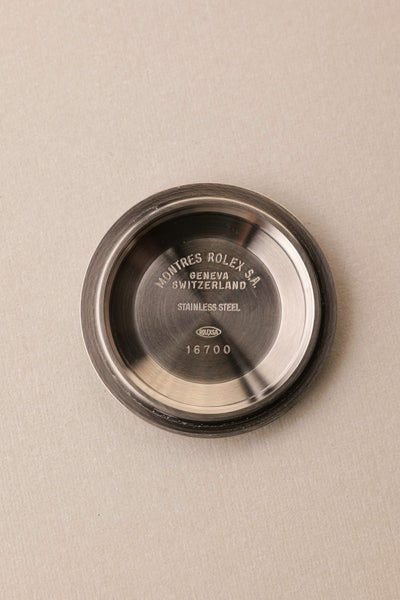 MONTRES ROLEX S.A.
GENEVA
SWITZERLAND
STAINLESS STEEL
16700